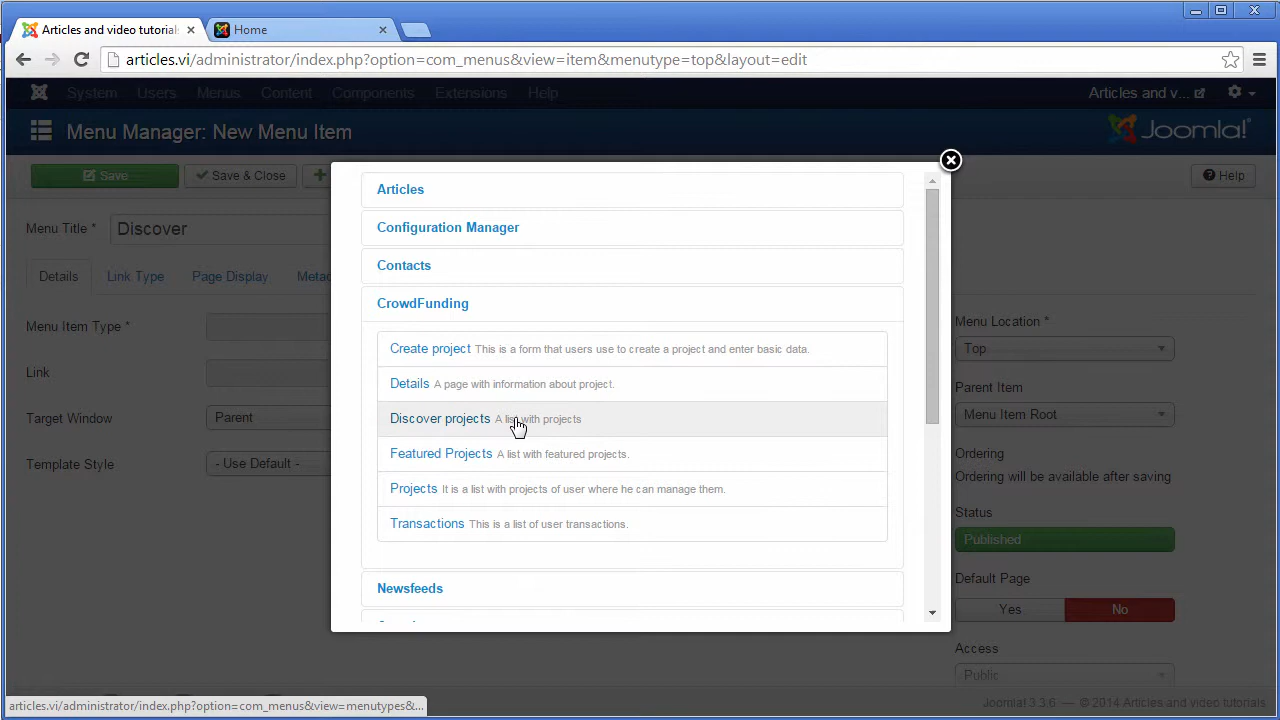 Articles and video tutorials
Home
articles.vi/administrator/index.php?option=com_menus&view=item&menutype=top&layout=edit
System Users Menus Content Components Extensions Help Articles and v...
Menu Manager: New Menu Item Joomla!
Save Save & Close Help
Menu Title * Discover
Details Link Type Page Display
Menu Item Type *
Link
Target Window Parent
Template Style - Use Default -
Articles
Configuration Manager
Contacts
CrowdFunding
Create project This is a form that users use to create a project and enter basic data.
Details A page with information about project.
Discover projects A list with projects
Featured Projects A list with featured projects.
Projects It is a list with projects of user where he can manage them.
Transactions This is a list of user transactions.
Newsfeeds
Menu Location *
Top
Parent Item
Menu Item Root
Ordering
Ordering will be available after saving
Status
Published
Default Page
Yes No
Access
Public
articles.vi/administrator/index.php?option=com_menus&view=menutypes&...
Joomla! 3.3.6 — © 2014 Articles and video tutorials